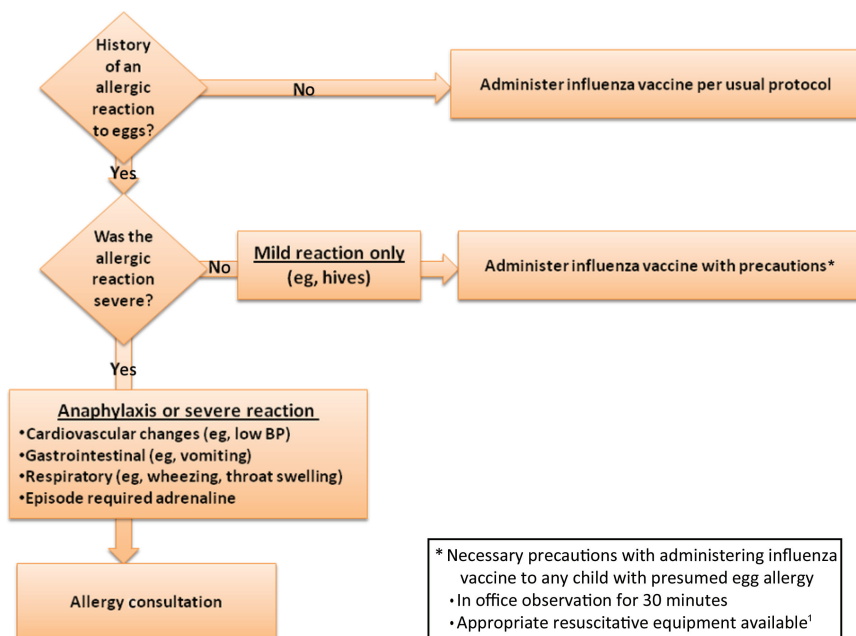 History
of an
allergic
reaction
to eggs?
No
Administer influenza vaccine per usual protocol
Yes
Was the
allergic
reaction
severe?
No
Mild reaction only
(eg, hives)
Administer influenza vaccine with precautions*
Yes
Anaphylaxis or severe reaction
•Cardiovascular changes (eg, low BP)
•Gastrointestinal (eg, vomiting)
•Respiratory (eg, wheezing, throat swelling)
•Episode required adrenaline
Allergy consultation
* Necessary precautions with administering influenza
vaccine to any child with presumed egg allergy
• In office observation for 30 minutes
• Appropriate resuscitative equipment available¹